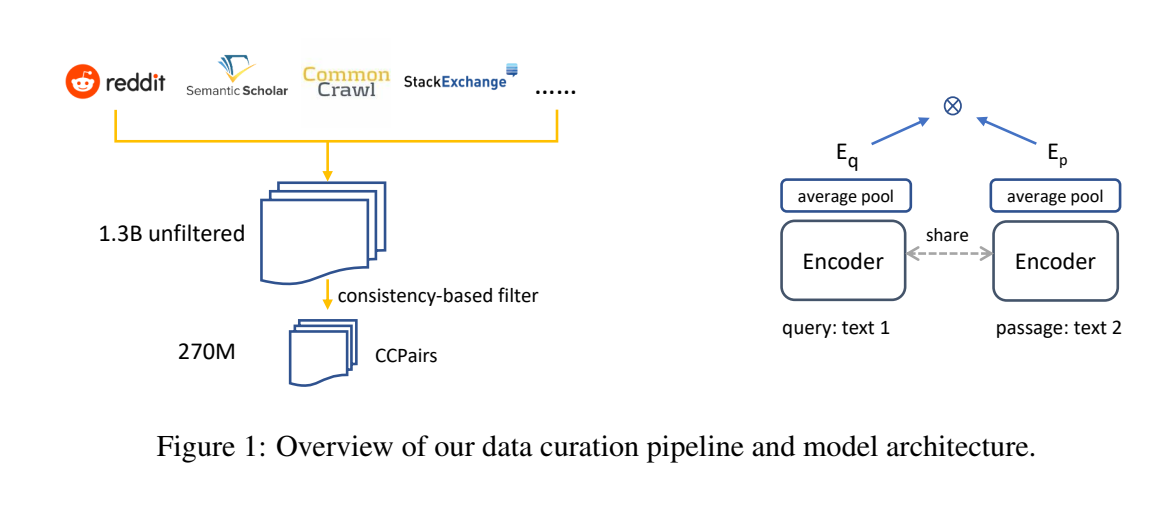 reddit
Semantic Scholar
Common
Crawl
StackExchange
......
1.3B unfiltered
consistency-based filter
270M
CCPairs
⊗
Eq
Ep
average pool
average pool
Encoder
share
Encoder
query: text 1
passage: text 2
Figure 1: Overview of our data curation pipeline and model architecture.